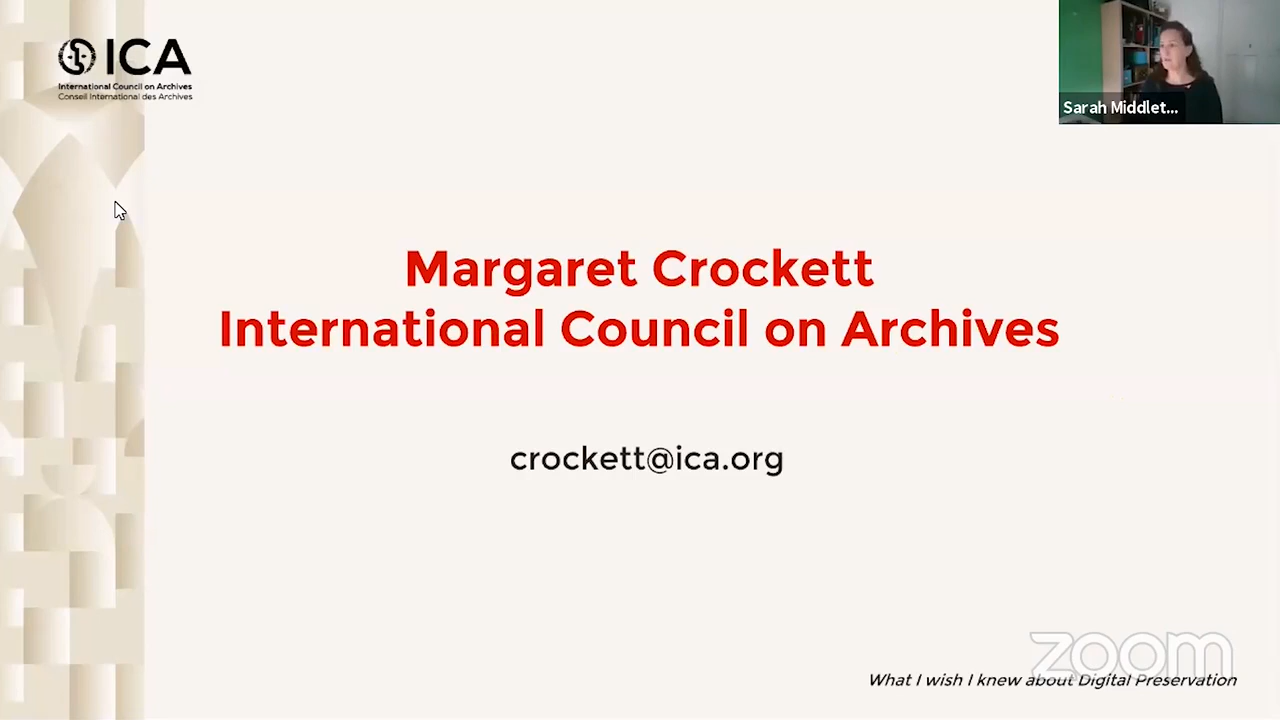 ICA
International Council on Archives
Conseil International des Archives
Sarah Middlet...
Margaret Crockett
International Council on Archives
crockett@ica.org
zoom
What I wish I knew about Digital Preservation